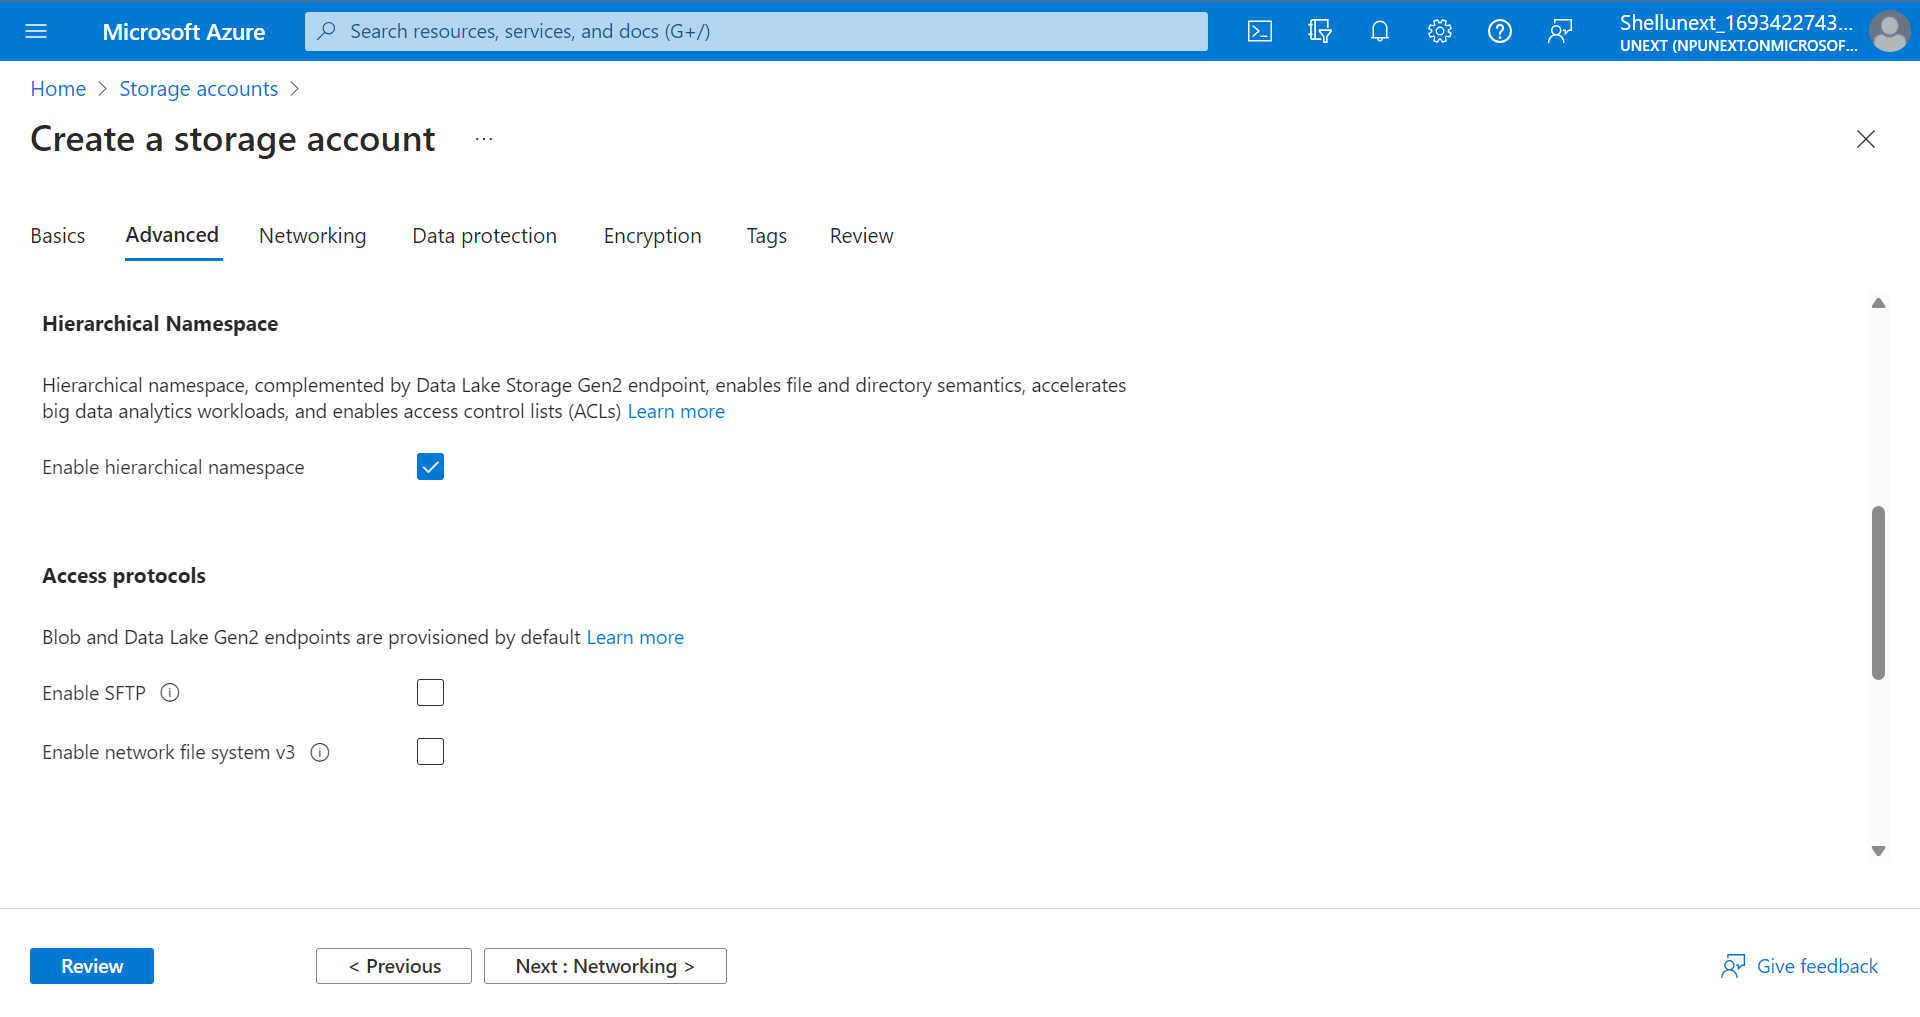 Microsoft Azure
Search resources, services, and docs (G+/)
Shellunext_1693422743...
UNEXT (NPUNEXT.ONMICROSOF...
Home > Storage accounts >
Create a storage account ...
Basics Advanced Networking Data protection Encryption Tags Review
Hierarchical Namespace
Hierarchical namespace, complemented by Data Lake Storage Gen2 endpoint, enables file and directory semantics, accelerates
big data analytics workloads, and enables access control lists (ACLs) Learn more
Enable hierarchical namespace
Access protocols
Blob and Data Lake Gen2 endpoints are provisioned by default Learn more
Enable SFTP
Enable network file system v3
Review < Previous Next : Networking > Give feedback